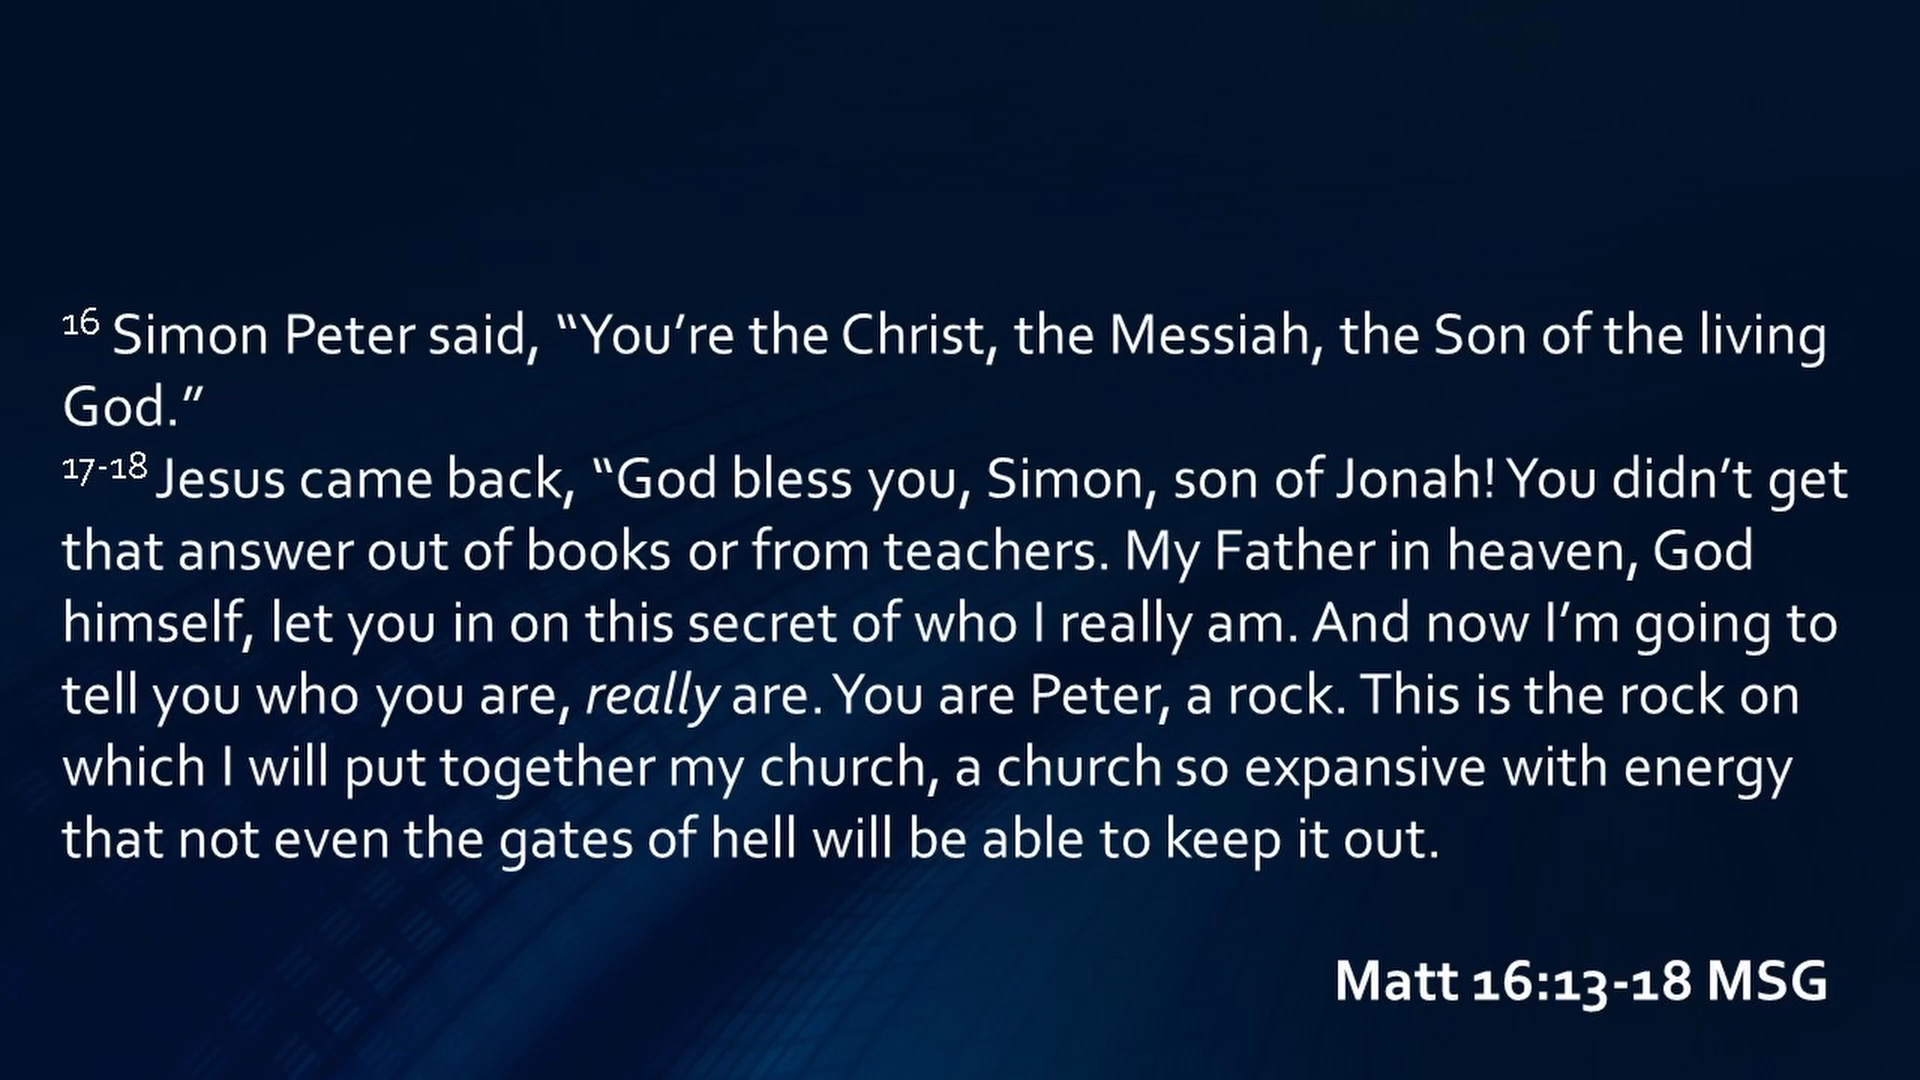 16 Simon Peter said, “You’re the Christ, the Messiah, the Son of the living
God.”
17-18 Jesus came back, “God bless you, Simon, son of Jonah! You didn’t get
that answer out of books or from teachers. My Father in heaven, God
himself, let you in on this secret of who I really am. And now I’m going to
tell you who you are, really are. You are Peter, a rock. This is the rock on
which I will put together my church, a church so expansive with energy
that not even the gates of hell will be able to keep it out.
Matt 16:13-18 MSG